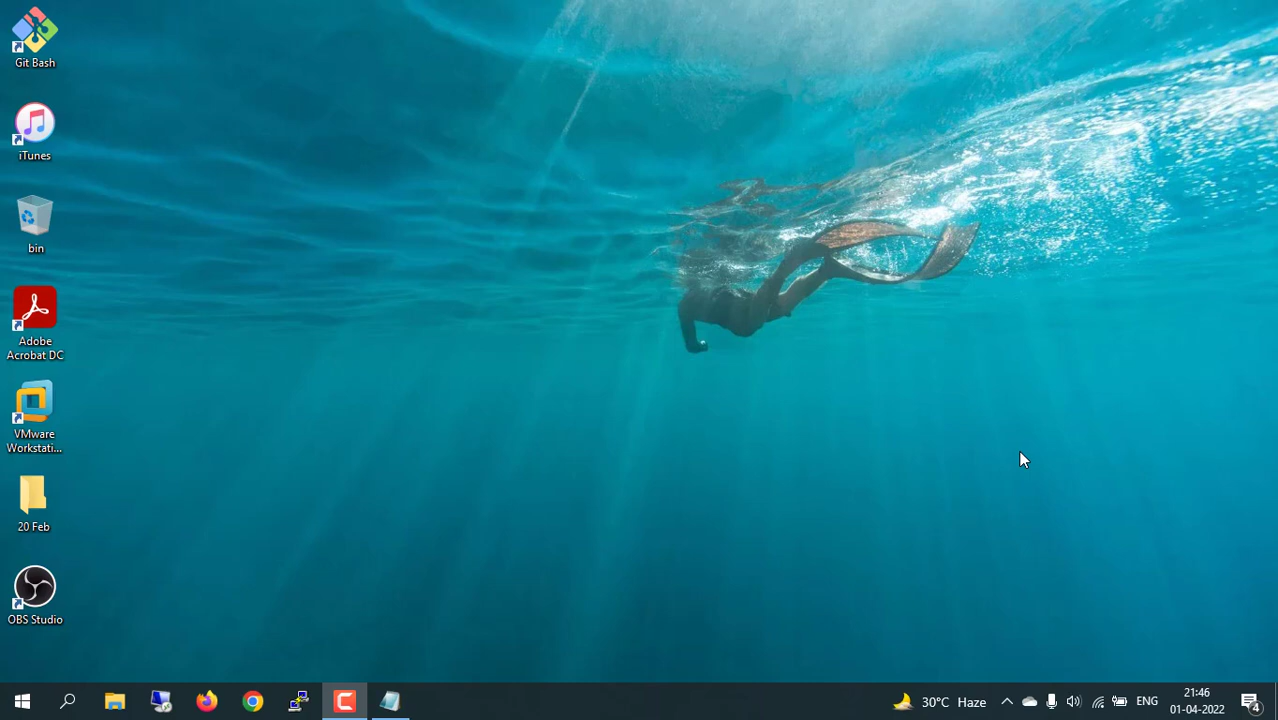 Git Bash
iTunes
bin
Adobe
Acrobat DC
VMware
Workstati...
20 Feb
OBS Studio
30°C Haze
ENG
21:46
01-04-2022
4